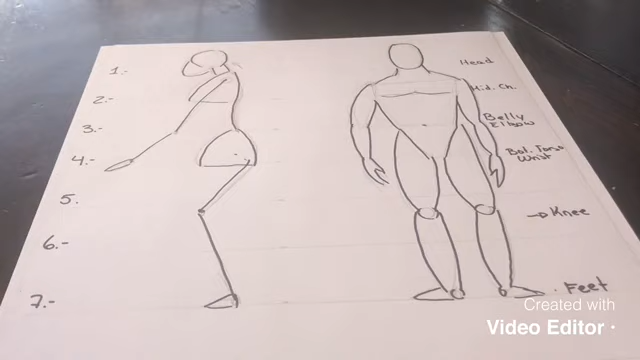 1.-
Head
2.-
Mid. Ch.
3.-
Belly
Elbow
4.-
Bot. Torso
Wrist
5.
Knee
6.-
7.-
Feet
Created with
Video Editor